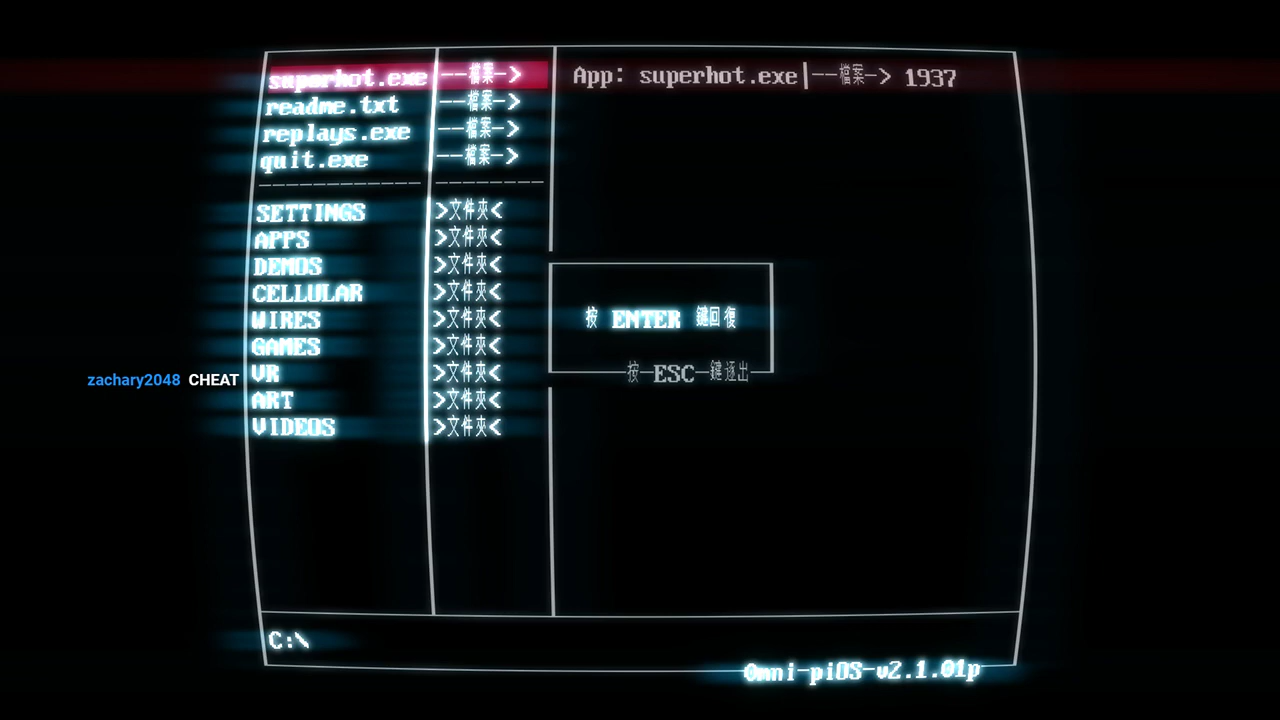 superhot.exe ──檔案─>
App: superhot.exe|──檔案─> 1937
readme.txt ──檔案─>
replays.exe ──檔案─>
quit.exe ──檔案─>
SETTINGS >文件夾<
APPS >文件夾<
DEMOS >文件夾<
CELLULAR >文件夾<
WIRES >文件夾<
GAMES >文件夾<
VR >文件夾<
ART >文件夾<
VIDEOS >文件夾<
按 ENTER 鍵回復
按─ESC─鍵逐出
zachary2048 CHEAT
C:\
Omni-piOS-v2.1.01p